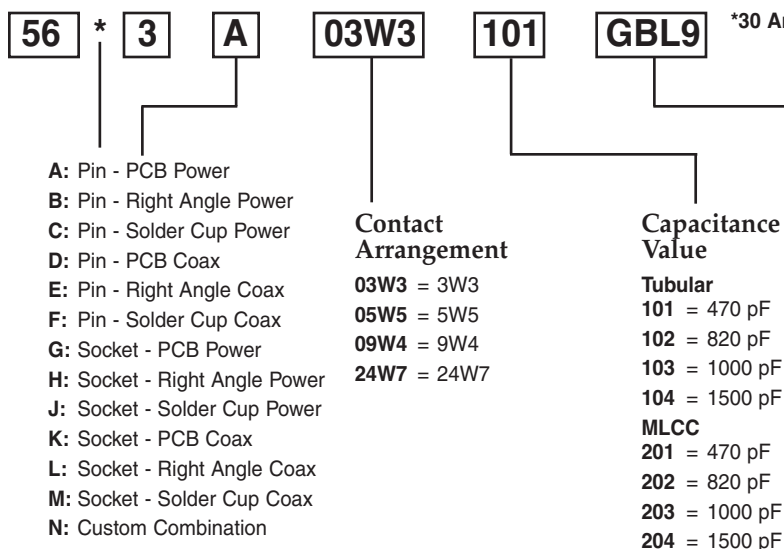 56 * 3 A 03W3 101 GBL9 *30 A
A: Pin - PCB Power
B: Pin - Right Angle Power
C: Pin - Solder Cup Power
D: Pin - PCB Coax
E: Pin - Right Angle Coax
F: Pin - Solder Cup Coax
G: Socket - PCB Power
H: Socket - Right Angle Power
J: Socket - Solder Cup Power
K: Socket - PCB Coax
L: Socket - Right Angle Coax
M: Socket - Solder Cup Coax
N: Custom Combination
Contact
Arrangement
03W3 = 3W3
05W5 = 5W5
09W4 = 9W4
24W7 = 24W7
Capacitance
Value
Tubular
101 = 470 pF
102 = 820 pF
103 = 1000 pF
104 = 1500 pF
MLCC
201 = 470 pF
202 = 820 pF
203 = 1000 pF
204 = 1500 pF